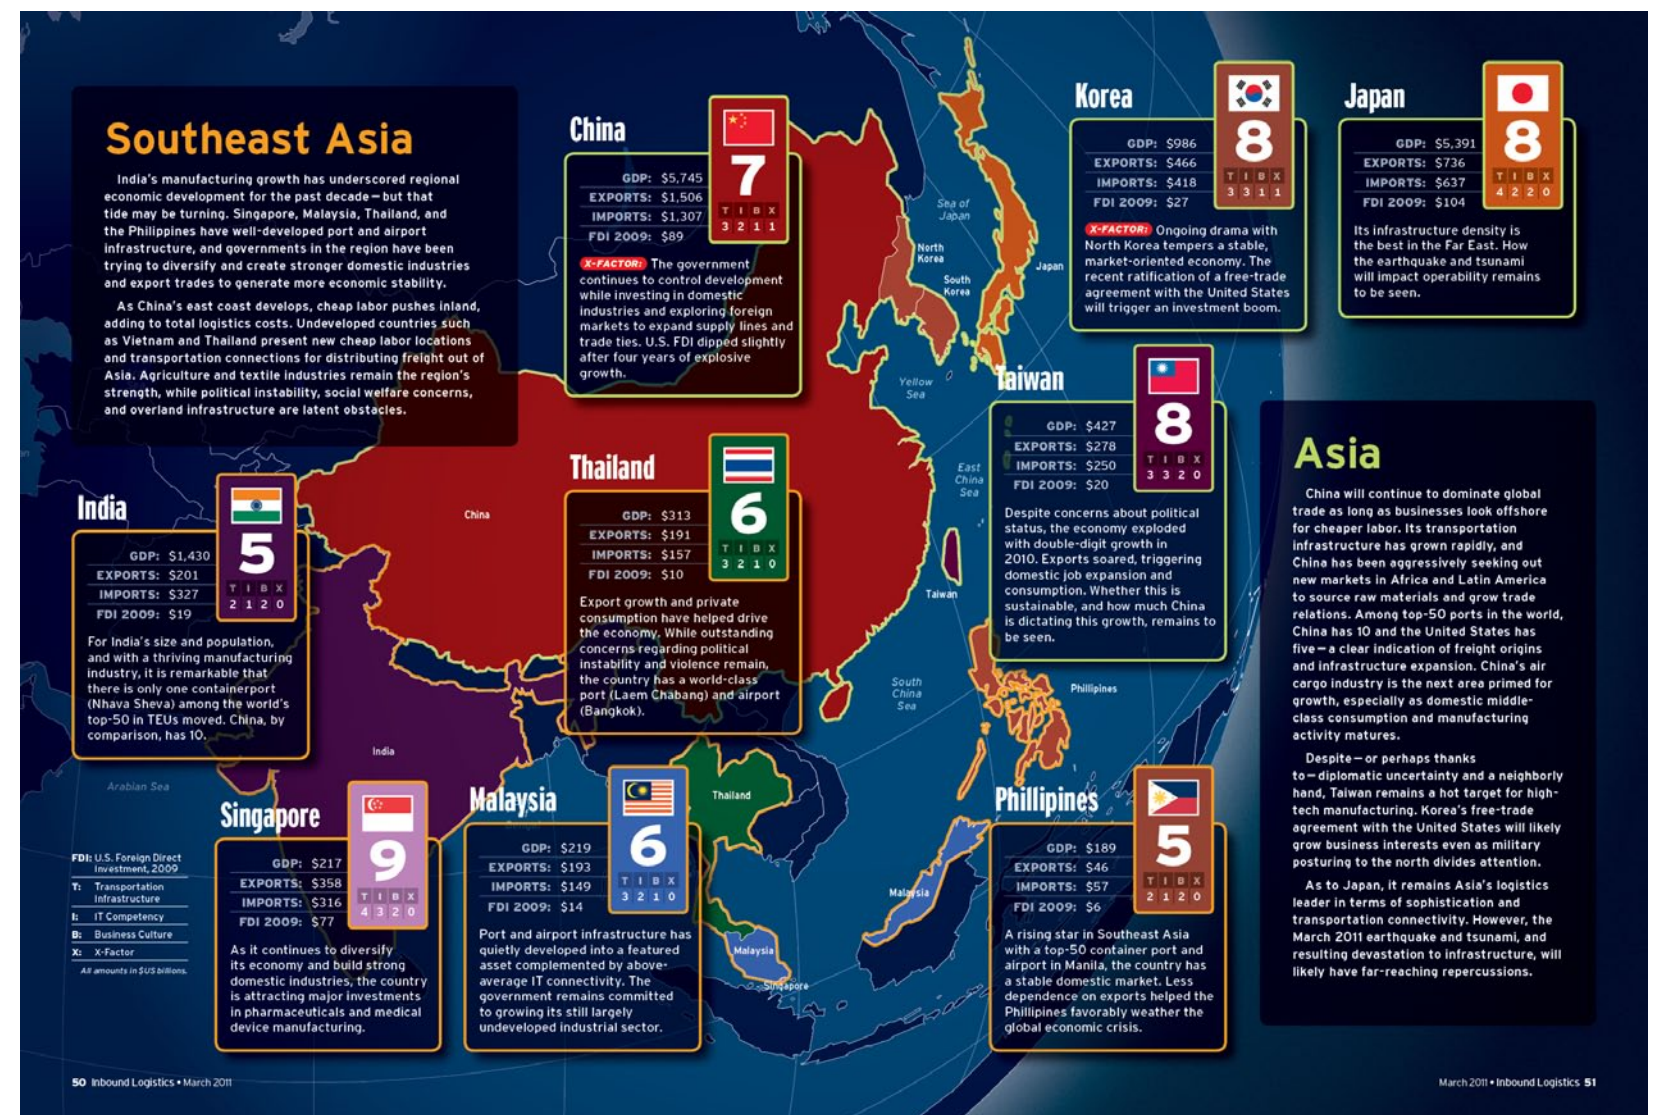 Southeast Asia
India's manufacturing growth has underscored regional
economic development for the past decade—but that
tide may be turning. Singapore, Malaysia, Thailand, and
the Philippines have well-developed port and airport
infrastructure, and governments in the region have been
trying to diversify and create stronger domestic industries
and export trades to generate more economic stability.
As China's east coast develops, cheap labor pushes inland,
adding to total logistics costs. Undeveloped countries such
as Vietnam and Thailand present new cheap labor locations
and transportation connections for distributing freight out of
Asia. Agriculture and textile industries remain the region's
strength, while political instability, social welfare concerns,
and overland infrastructure are latent obstacles.
China
7
T I B X
3 2 1 1
GDP: $5,745
EXPORTS: $1,506
IMPORTS: $1,307
FDI 2009: $89
X-FACTOR: The government
continues to control development
while investing in domestic
industries and exploring foreign
markets to expand supply lines and
trade ties. U.S. FDI dipped slightly
after four years of explosive
growth.
Korea
8
T I B X
3 3 1 1
GDP: $986
EXPORTS: $466
IMPORTS: $418
FDI 2009: $27
X-FACTOR: Ongoing drama with
North Korea tempers a stable,
market-oriented economy. The
recent ratification of a free-trade
agreement with the United States
will trigger an investment boom.
Japan
8
T I B X
4 2 2 0
GDP: $5,391
EXPORTS: $736
IMPORTS: $637
FDI 2009: $104
Its infrastructure density is
the best in the Far East. How
the earthquake and tsunami
will impact operability remains
to be seen.
Sea of
Japan
North
Korea
South
Korea
Japan
Yellow
Sea
East
China
Sea
China
Taiwan
South
China
Sea
Phillipines
India
Arabian Sea
Thailand
Malaysia
Malaysia
Singapore
Taiwan
8
T I B X
3 3 2 0
GDP: $427
EXPORTS: $278
IMPORTS: $250
FDI 2009: $20
Despite concerns about political
status, the economy exploded
with double-digit growth in
2010. Exports soared, triggering
domestic job expansion and
consumption. Whether this is
sustainable, and how much China
is dictating this growth, remains to
be seen.
Thailand
6
T I B X
3 2 1 0
GDP: $313
EXPORTS: $191
IMPORTS: $157
FDI 2009: $10
Export growth and private
consumption have helped drive
the economy. While outstanding
concerns regarding political
instability and violence remain,
the country has a world-class
port (Laem Chabang) and airport
(Bangkok).
India
5
T I B X
2 1 2 0
GDP: $1,430
EXPORTS: $201
IMPORTS: $327
FDI 2009: $19
For India's size and population,
and with a thriving manufacturing
industry, it is remarkable that
there is only one containerport
(Nhava Sheva) among the world's
top-50 in TEUs moved. China, by
comparison, has 10.
Singapore
9
T I B X
4 3 2 0
GDP: $217
EXPORTS: $358
IMPORTS: $316
FDI 2009: $77
As it continues to diversify
its economy and build strong
domestic industries, the country
is attracting major investments
in pharmaceuticals and medical
device manufacturing.
Malaysia
6
T I B X
3 2 1 0
GDP: $219
EXPORTS: $193
IMPORTS: $149
FDI 2009: $14
Port and airport infrastructure has
quietly developed into a featured
asset complemented by above-
average IT connectivity. The
government remains committed
to growing its still largely
undeveloped industrial sector.
Phillipines
5
T I B X
2 1 2 0
GDP: $189
EXPORTS: $46
IMPORTS: $57
FDI 2009: $6
A rising star in Southeast Asia
with a top-50 container port and
airport in Manila, the country has
a stable domestic market. Less
dependence on exports helped the
Phillipines favorably weather the
global economic crisis.
Asia
China will continue to dominate global
trade as long as businesses look offshore
for cheaper labor. Its transportation
infrastructure has grown rapidly, and
China has been aggressively seeking out
new markets in Africa and Latin America
to source raw materials and grow trade
relations. Among top-50 ports in the world,
China has 10 and the United States has
five—a clear indication of freight origins
and infrastructure expansion. China's air
cargo industry is the next area primed for
growth, especially as domestic middle-
class consumption and manufacturing
activity matures.
Despite—or perhaps thanks
to—diplomatic uncertainty and a neighborly
hand, Taiwan remains a hot target for high-
tech manufacturing. Korea's free-trade
agreement with the United States will likely
grow business interests even as military
posturing to the north divides attention.
As to Japan, it remains Asia's logistics
leader in terms of sophistication and
transportation connectivity. However, the
March 2011 earthquake and tsunami, and
resulting devastation to infrastructure, will
likely have far-reaching repercussions.
FDI: U.S. Foreign Direct
Investment, 2009
T: Transportation
Infrastructure
I: IT Competency
B: Business Culture
X: X-Factor
All amounts in $US billions.
50 Inbound Logistics • March 2011
March 2011 • Inbound Logistics 51